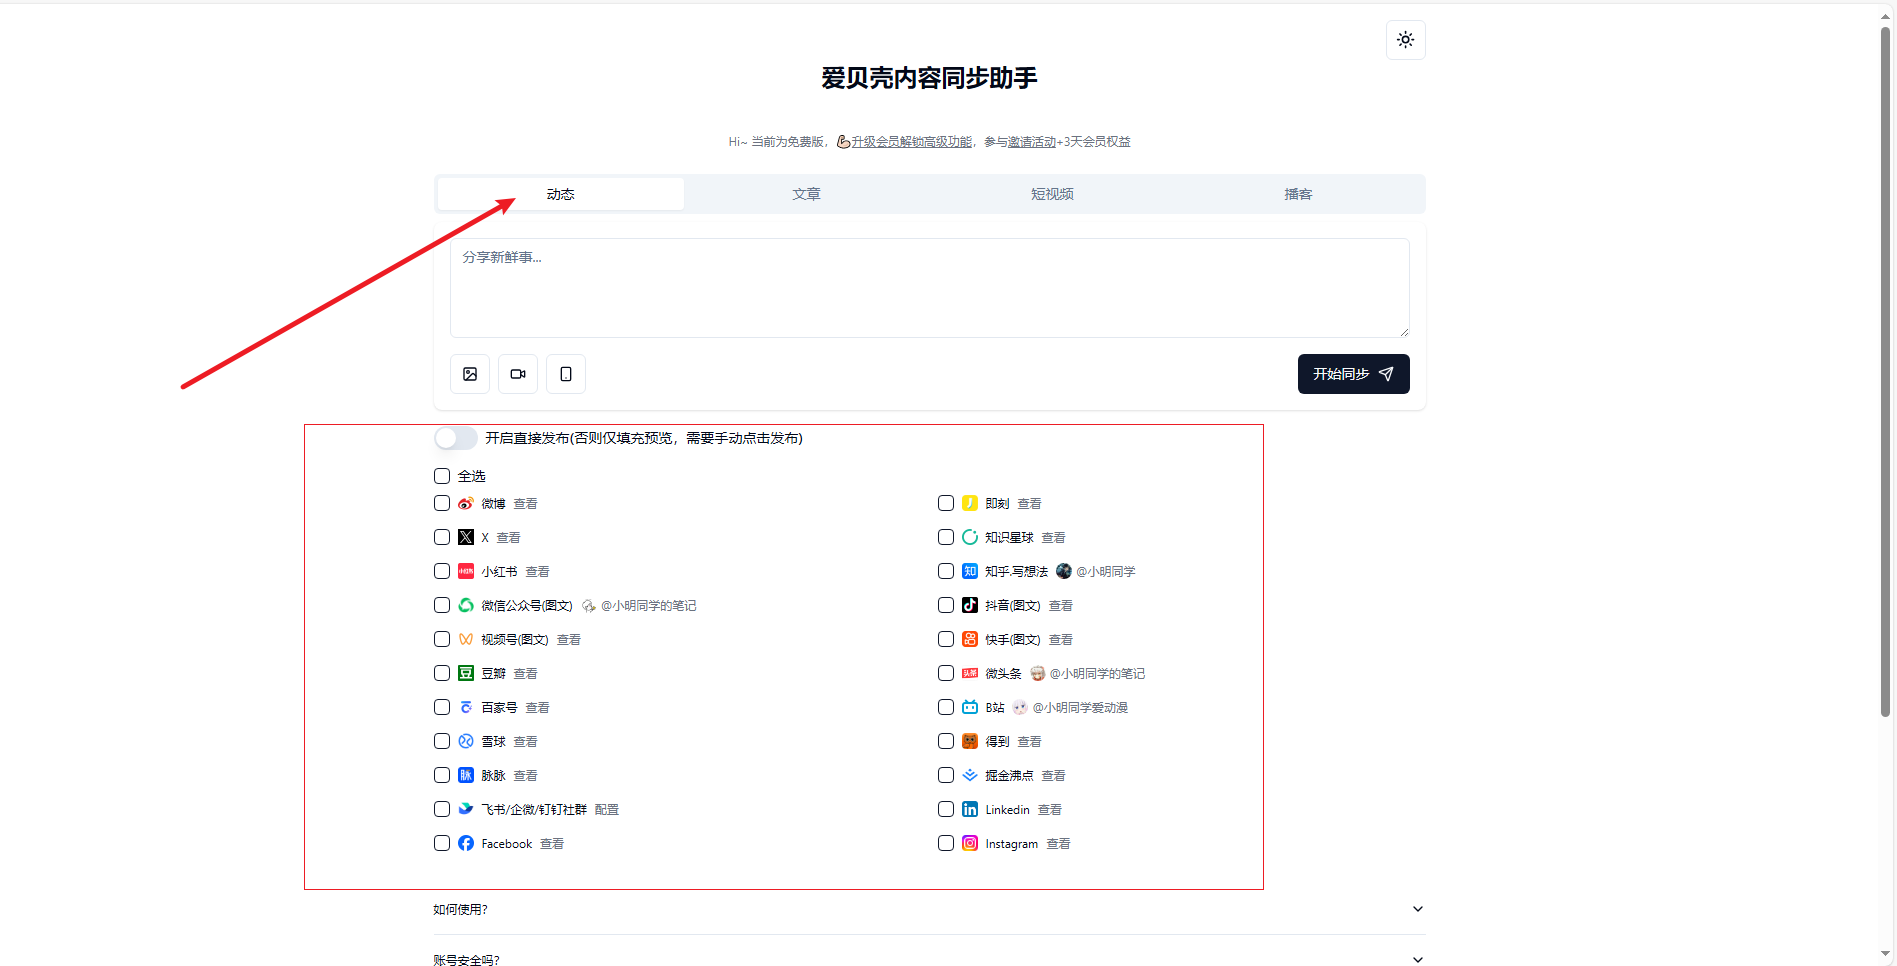 爱贝壳内容同步助手
Hi~ 当前为免费版，💪升级会员解锁高级功能，参与邀请活动+3天会员权益
动态 文章 短视频 播客
分享新鲜事...
开始同步
开启直接发布(否则仅填充预览，需要手动点击发布)
全选
微博 查看 即刻 查看
X 查看 知识星球 查看
小红书 小红书 查看 知 知乎.写想法 @小明同学
微信公众号(图文) @小明同学的笔记 抖音(图文) 查看
视频号(图文) 查看 快手(图文) 查看
豆 豆瓣 查看 头条 微头条 @小明同学的笔记
百家号 查看 B站 @小明同学爱动漫
雪球 查看 得到 查看
脉 脉脉 查看 掘金沸点 查看
飞书/企微/钉钉社群 配置 in Linkedin 查看
Facebook 查看 Instagram 查看
如何使用?
账号安全吗?